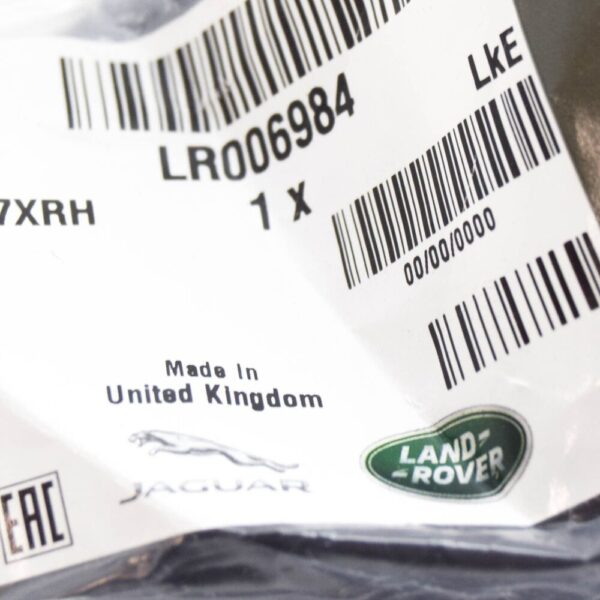 LkE
LR006984
7XRH
1 X
00/00/0000
Made In
United Kingdom
JAGUAR
LAND-
-ROVER
EAC